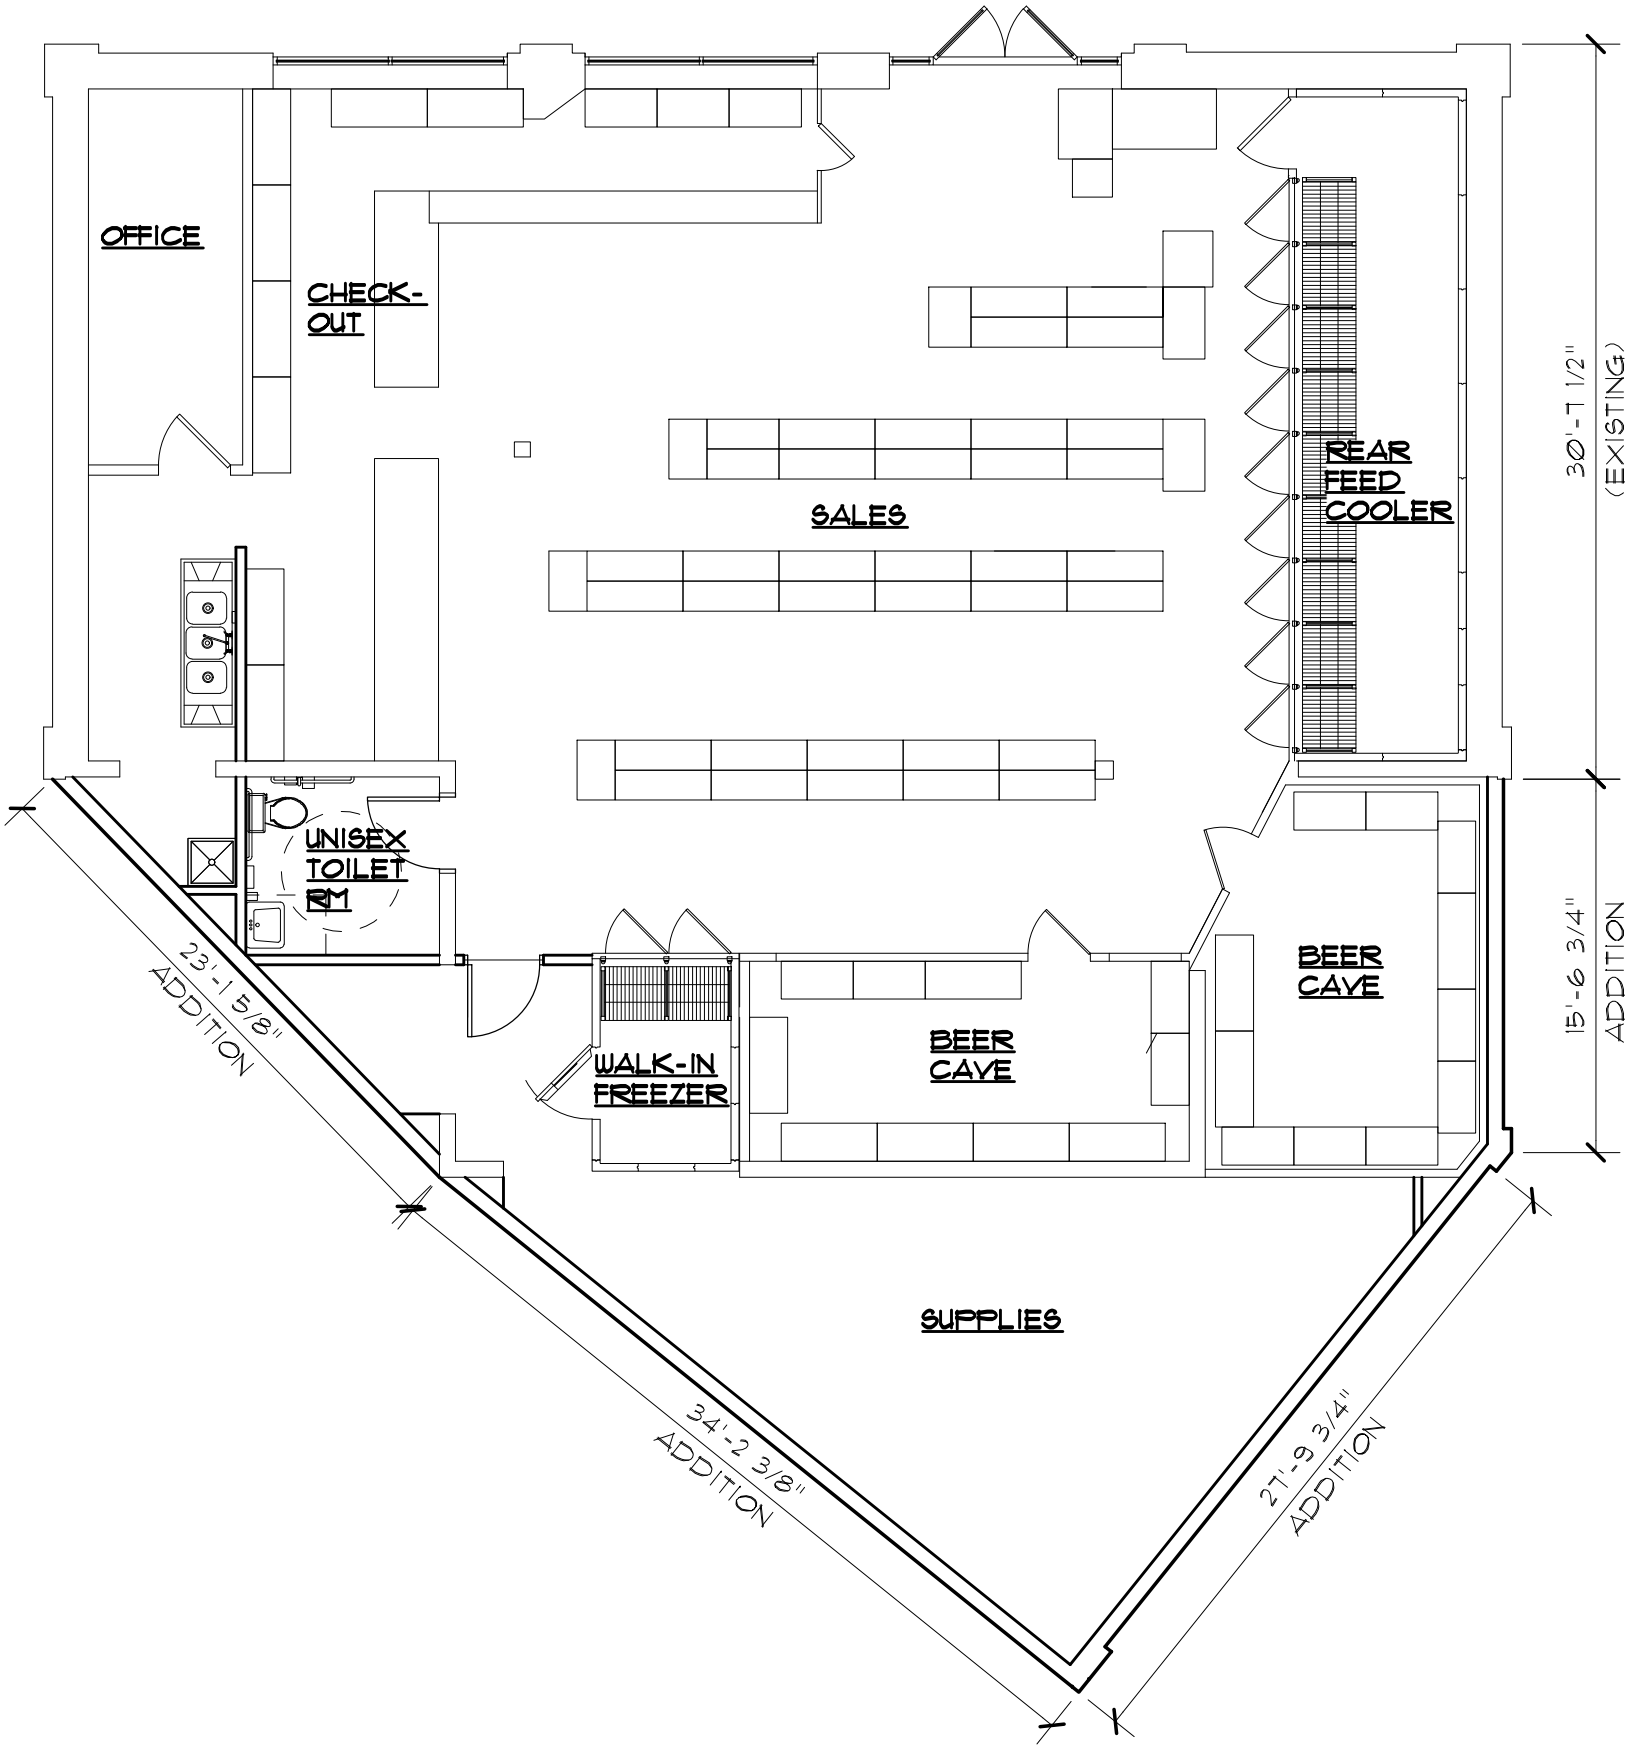 OFFICE
CHECK-
OUT
30'-7 1/2"
(EXISTING)
REAR
FEED
COOLER
SALES
UNISEX
TOILET
RM
23'-1 5/8"
ADDITION
BEER
CAVE
15'-6 3/4"
ADDITION
WALK-IN
FREEZER
BEER
CAVE
SUPPLIES
34'-2 3/8"
ADDITION
27'-9 3/4"
ADDITION